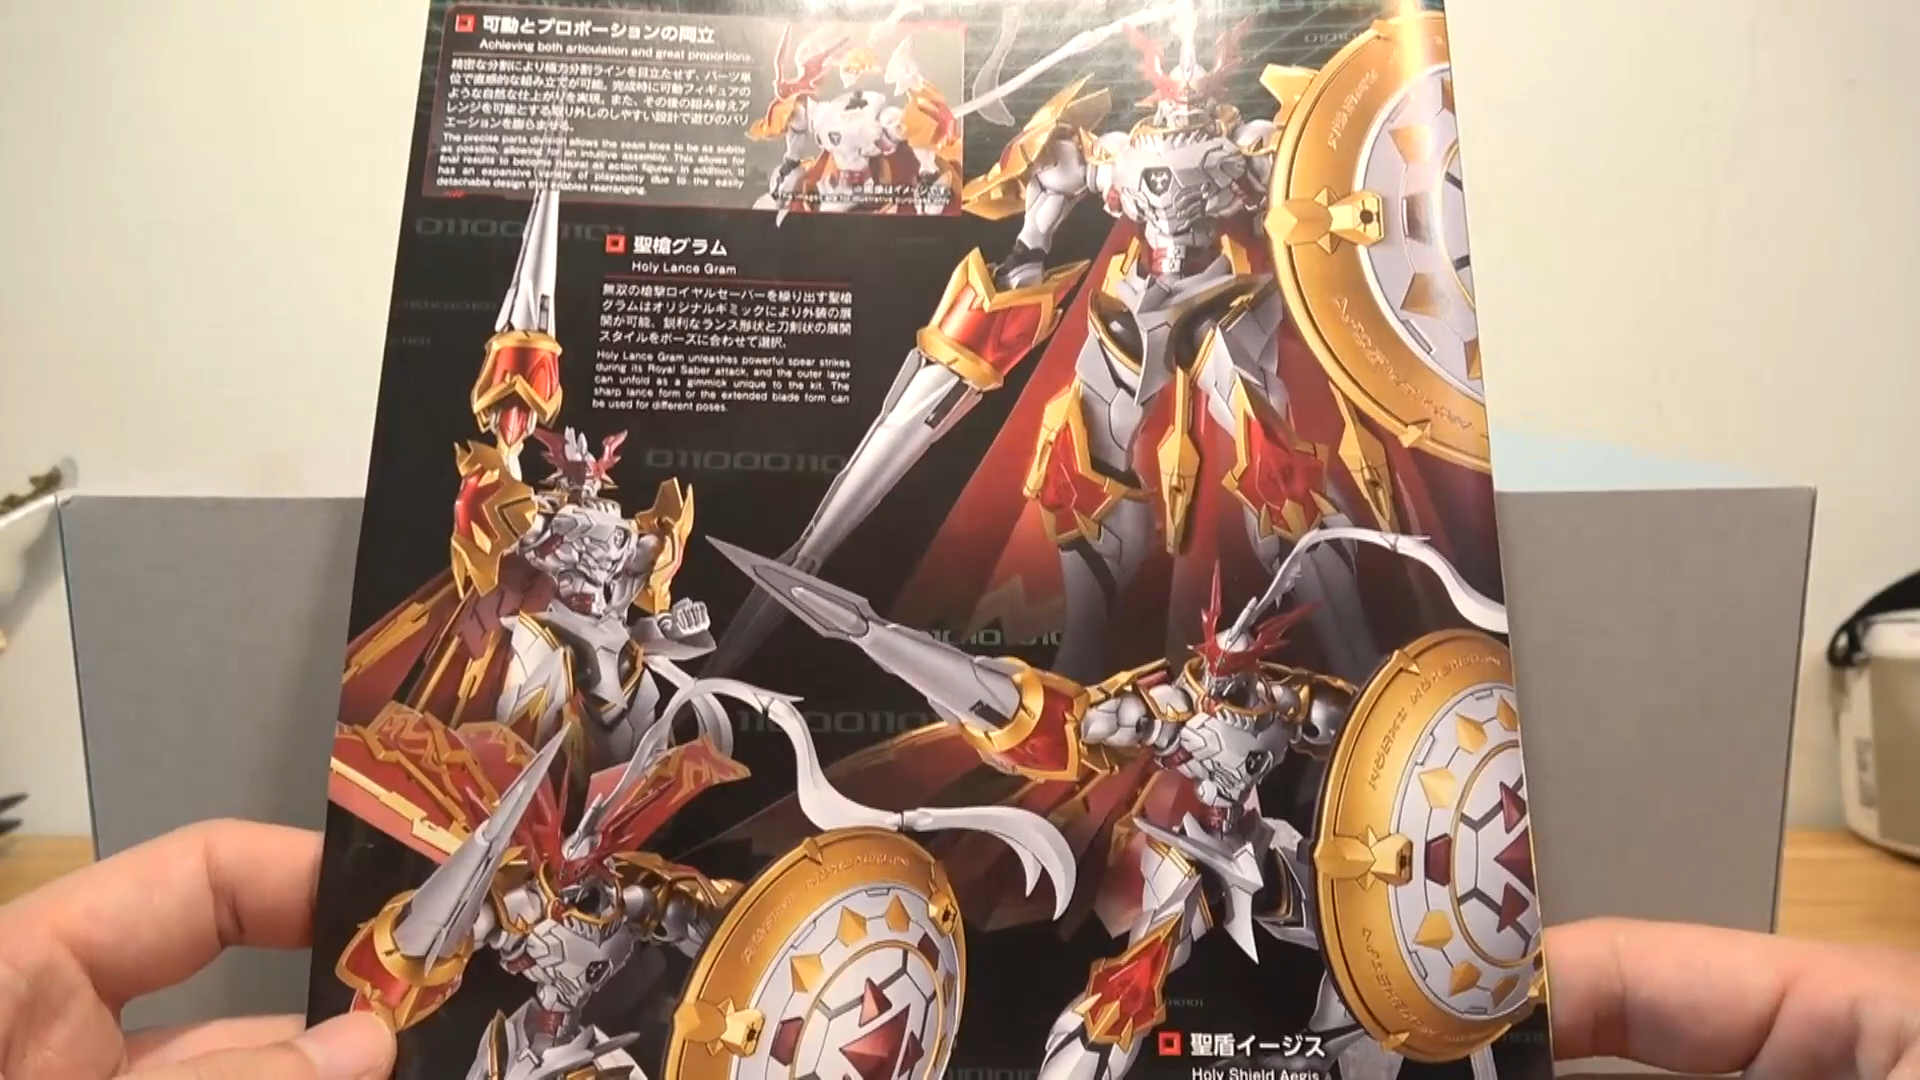 可動とプロポーションの両立
Achieving both articulation and great proportions.
精密な分割により極力分割ラインを目立たせず、パーツ単
位で直感的な組み立てが可能。完成時に可動フィギュアの
ような自然な仕上がりを実現。また、その後の組み替えア
レンジを可能とする取り外しのしやすい設計で遊びのバリ
エーションを膨らませる。
The precise parts division allows the seam lines to be as subtle
as possible, allowing for an intuitive assembly. This allows for
final results to become natural as action figures. In addition, it
has an expansive variety of playability due to the easily
detachable design that enables rearranging.
※画像はイメージです。
聖槍グラム
Holy Lance Gram
無双の槍撃ロイヤルセーバーを繰り出す聖槍
グラムはオリジナルギミックにより外装の展
開が可能。鋭利なランス形状と刀剣状の展開
スタイルをポーズに合わせて選択。
Holy Lance Gram unleashes powerful spear strikes
during its Royal Saber attack, and the outer layer
can unfold as a gimmick unique to the kit. The
sharp lance form or the extended blade form can
be used for different poses.
聖盾イージス
Holy Shield Aegis